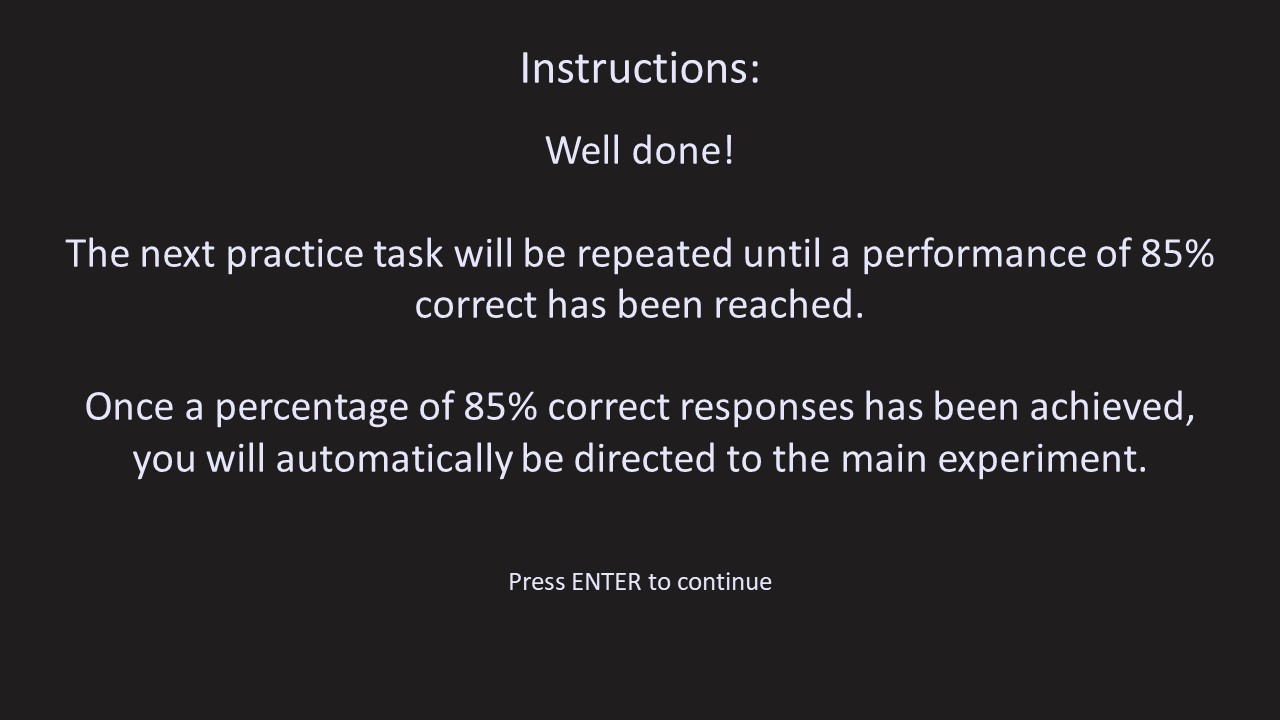 Instructions:
Well done!
The next practice task will be repeated until a performance of 85%
correct has been reached.
Once a percentage of 85% correct responses has been achieved,
you will automatically be directed to the main experiment.
Press ENTER to continue